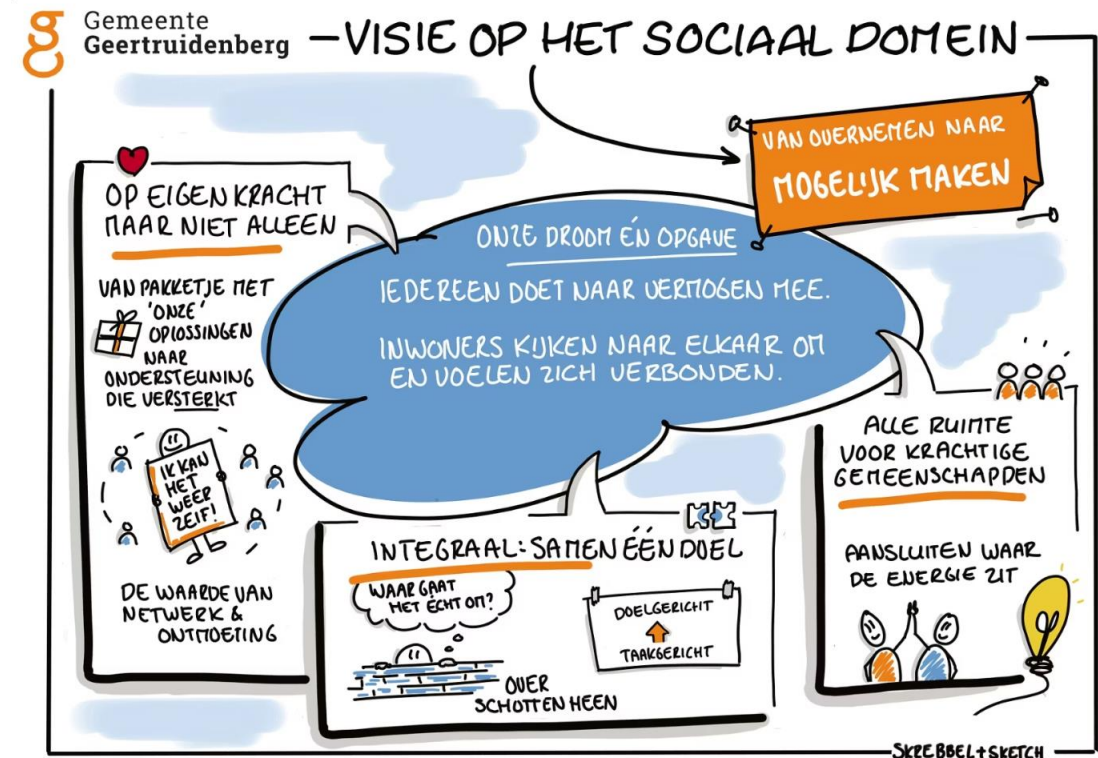 Gemeente
Geertruidenberg
VISIE OP HET SOCIAAL DOMEIN
VAN OVERNEMEN NAAR
MOGELIJK MAKEN
OP EIGEN KRACHT
MAAR NIET ALLEEN
VAN PAKKETJE MET
'ONZE'
OPLOSSINGEN
NAAR
ONDERSTEUNING
DIE VERSTERKT
IK KAN
HET
WEER
ZELF!
DE WAARDE VAN
NETWERK &
ONTMOETING
ONZE DROOM ÉN OPGAVE
IEDEREEN DOET NAAR VERMOGEN MEE.
INWONERS KIJKEN NAAR ELKAAR OM
EN VOELEN ZICH VERBONDEN.
INTEGRAAL: SAMEN ÉÉN DOEL
WAAR GAAT
HET ÉCHT OM?
OVER
SCHOTTEN HEEN
DOELGERICHT
TAAKGERICHT
ALLE RUIMTE
VOOR KRACHTIGE
GEMEENSCHAPPEN
AANSLUITEN WAAR
DE ENERGIE ZIT
SKREBBEL+SKETCH